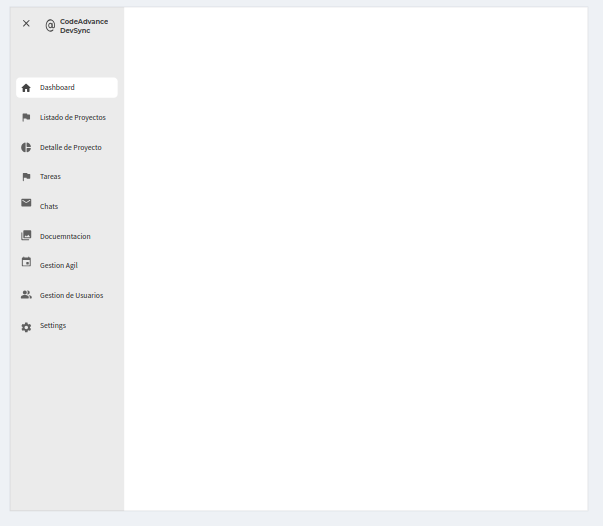 @ CodeAdvance
DevSync
Dashboard
Listado de Proyectos
Detalle de Proyecto
Tareas
Chats
Docuemntacion
Gestion Agil
Gestion de Usuarios
Settings